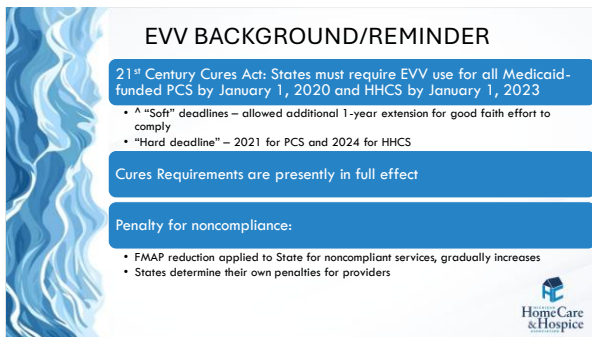 EVV BACKGROUND/REMINDER
21st Century Cures Act: States must require EVV use for all Medicaid-
funded PCS by January 1, 2020 and HHCS by January 1, 2023
• ^ “Soft” deadlines – allowed additional 1-year extension for good faith effort to
comply
• “Hard deadline” – 2021 for PCS and 2024 for HHCS
Cures Requirements are presently in full effect
Penalty for noncompliance:
• FMAP reduction applied to State for noncompliant services, gradually increases
• States determine their own penalties for providers
HomeCare
&Hospice